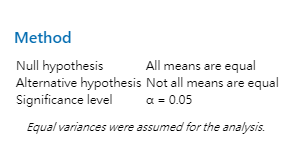 Method
Null hypothesis All means are equal
Alternative hypothesis Not all means are equal
Significance level α = 0.05
Equal variances were assumed for the analysis.